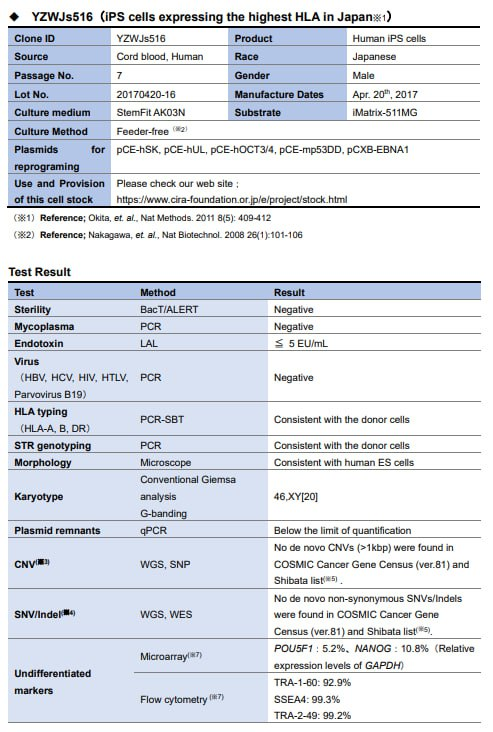 ◆ YZWJs516（iPS cells expressing the highest HLA in Japan※1）
Clone ID YZWJs516 Product Human iPS cells
Source Cord blood, Human Race Japanese
Passage No. 7 Gender Male
Lot No. 20170420-16 Manufacture Dates Apr. 20th, 2017
Culture medium StemFit AK03N Substrate iMatrix-511MG
Culture Method Feeder-free （※2）
Plasmids for
reprograming
pCE-hSK, pCE-hUL, pCE-hOCT3/4, pCE-mp53DD, pCXB-EBNA1
Use and Provision
of this cell stock
Please check our web site ;
https://www.cira-foundation.or.jp/e/project/stock.html
（※1）Reference; Okita, et. al., Nat Methods. 2011 8(5): 409-412
（※2）Reference; Nakagawa, et. al., Nat Biotechnol. 2008 26(1):101-106
Test Result
Test Method Result
Sterility BacT/ALERT Negative
Mycoplasma PCR Negative
Endotoxin LAL ≦ 5 EU/mL
Virus
（HBV, HCV, HIV, HTLV,
Parvovirus B19）
PCR Negative
HLA typing
（HLA-A, B, DR）
PCR-SBT Consistent with the donor cells
STR genotyping PCR Consistent with the donor cells
Morphology Microscope Consistent with human ES cells
Karyotype
Conventional Giemsa
analysis
G-banding
46,XY[20]
Plasmid remnants qPCR Below the limit of quantification
CNV(※3) WGS, SNP
No de novo CNVs (>1kbp) were found in
COSMIC Cancer Gene Census (ver.81) and
Shibata list(※5) .
SNV/Indel(※4) WGS, WES
No de novo non-synonymous SNVs/Indels
were found in COSMIC Cancer Gene
Census (ver.81) and Shibata list(※5).
Undifferentiated
markers
Microarray(※7)
POU5F1：5.2%、NANOG：10.8%（Relative
expression levels of GAPDH）
Flow cytometry (※7)
TRA-1-60: 92.9%
SSEA4: 99.3%
TRA-2-49: 99.2%